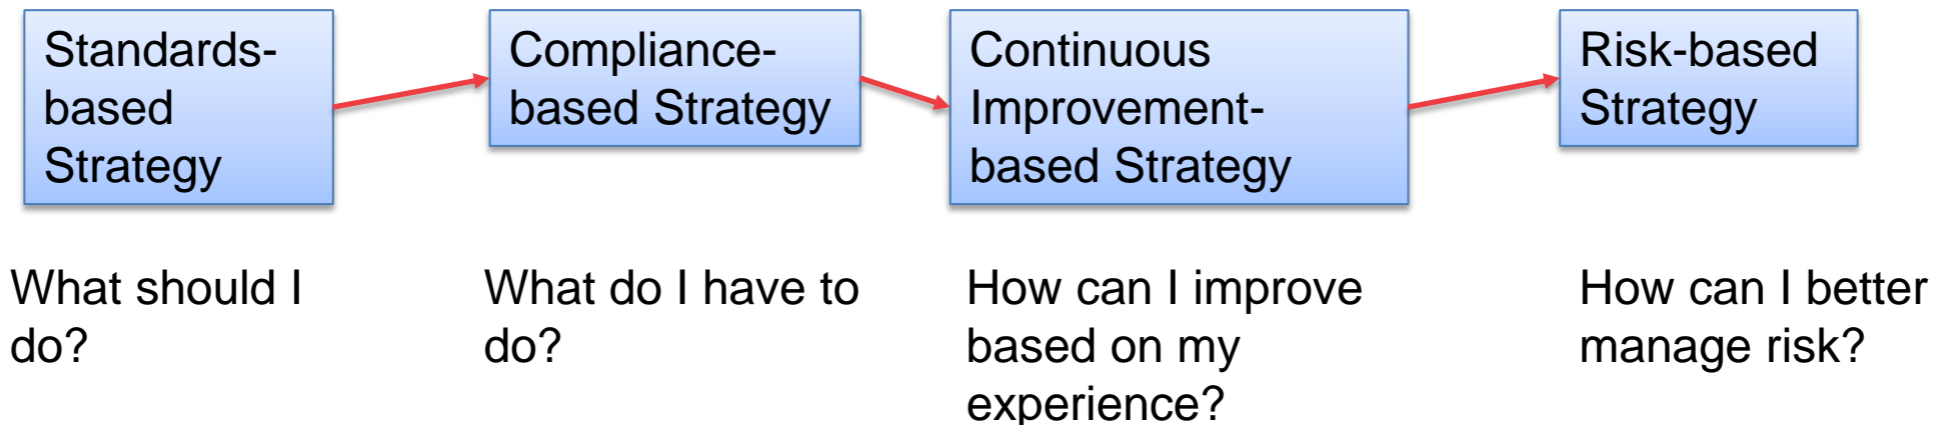 Standards-
based
Strategy
Compliance-
based Strategy
Continuous
Improvement-
based Strategy
Risk-based
Strategy
What should I
do?
What do I have to
do?
How can I improve
based on my
experience?
How can I better
manage risk?